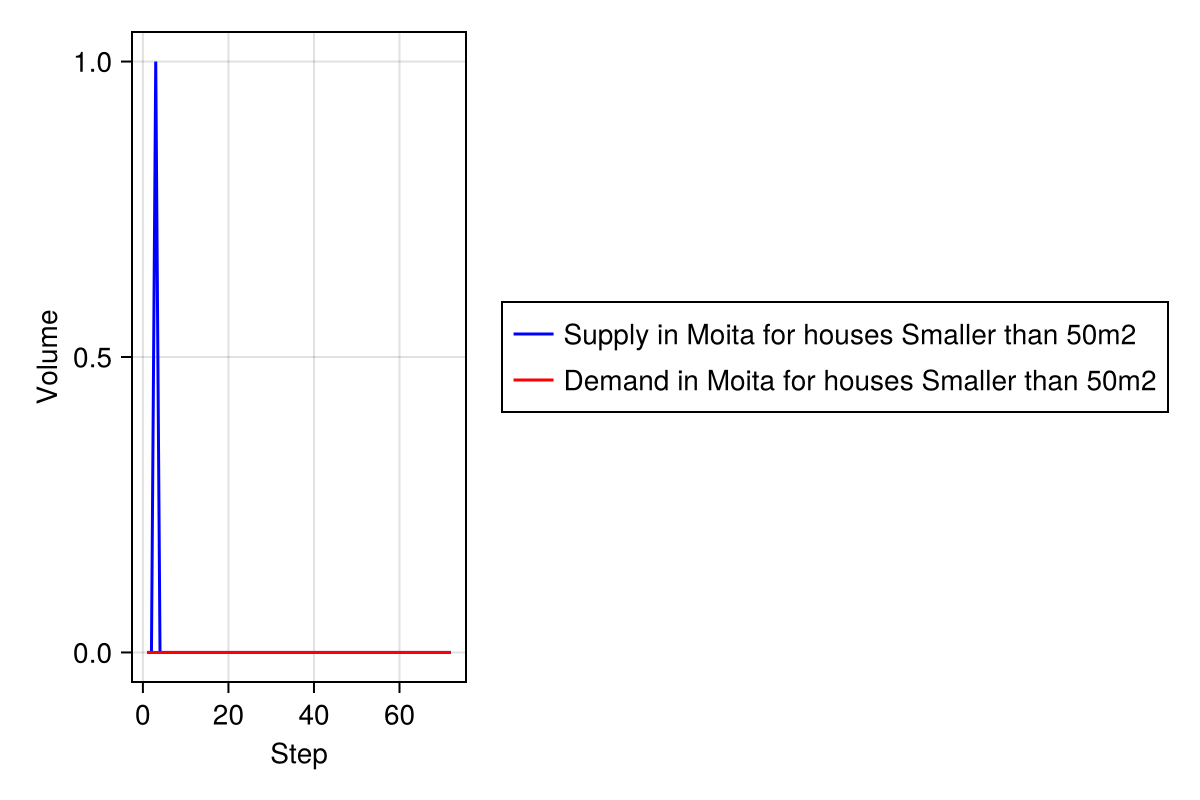 1.0
0.5
0.0
Volume
0 20 40 60
Step
Supply in Moita for houses Smaller than 50m2
Demand in Moita for houses Smaller than 50m2